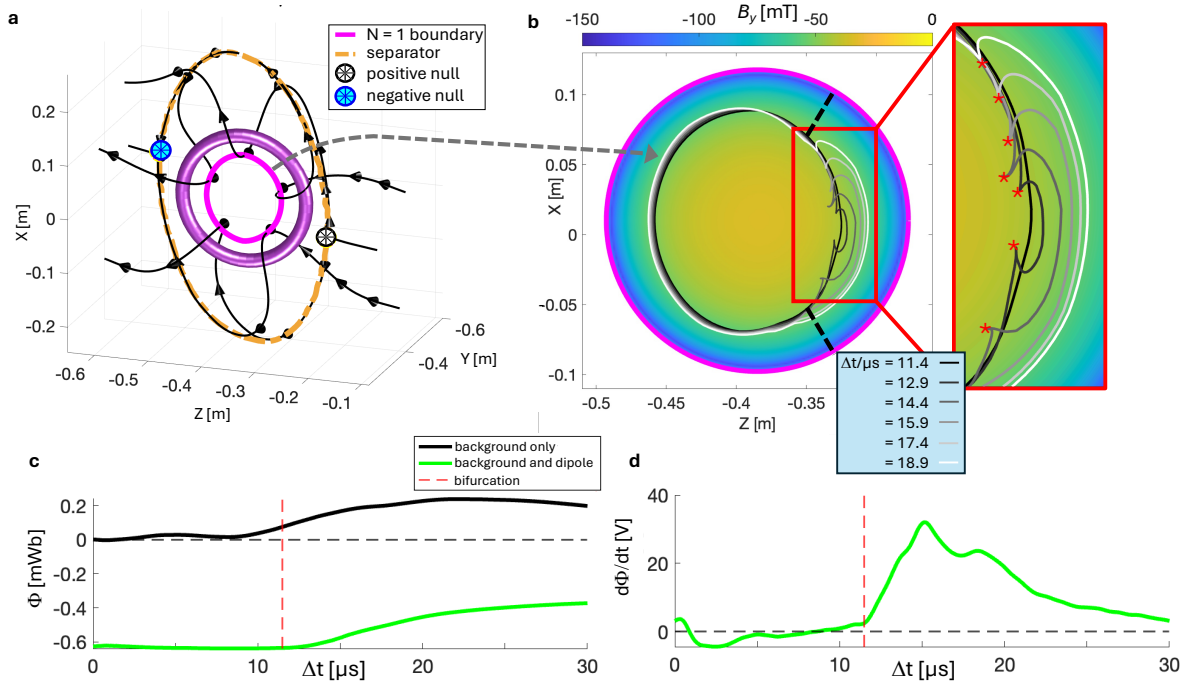 a
N = 1 boundary
separator
positive null
negative null
X [m]
0.2
0.1
0
-0.1
-0.2
-0.6
-0.5
-0.4
-0.3
-0.2
-0.1
Z [m]
-0.6
-0.4
Y [m]
b
-150
-100
-50
0
By [mT]
X [m]
0.1
0.05
0
-0.05
-0.1
-0.5
-0.45
-0.4
-0.35
Z [m]
Δt/μs = 11.4
= 12.9
= 14.4
= 15.9
= 17.4
= 18.9
c
background only
background and dipole
bifurcation
Φ [mWb]
0.2
0
-0.2
-0.4
-0.6
0
10
20
30
Δt [μs]
d
dΦ/dt [V]
40
20
0
0
10
20
30
Δt [μs]